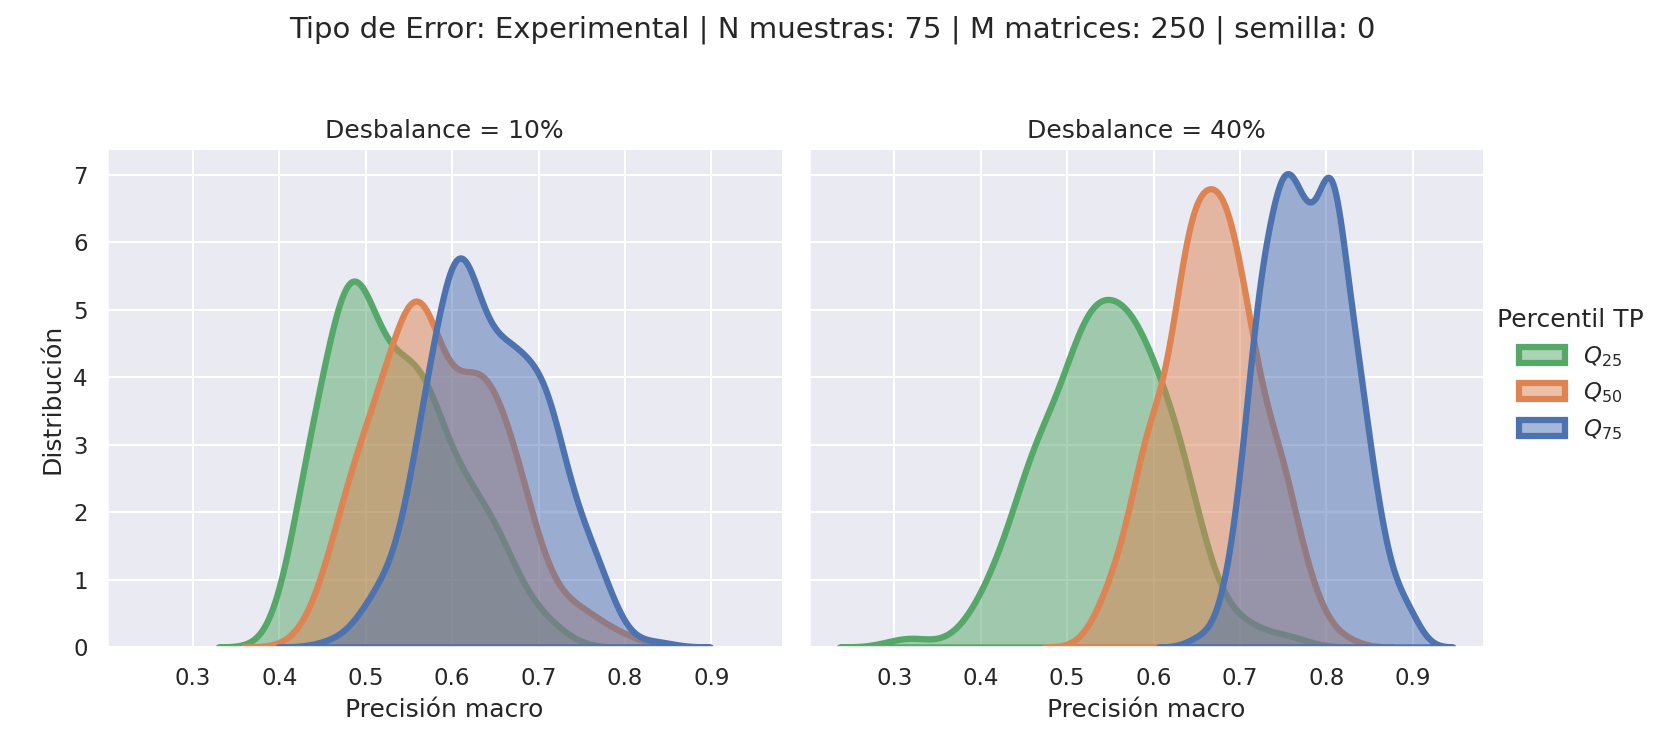 Tipo de Error: Experimental | N muestras: 75 | M matrices: 250 | semilla: 0
Desbalance = 10%
Desbalance = 40%
7
6
5
4
3
2
1
0
Distribución
0.3 0.4 0.5 0.6 0.7 0.8 0.9
0.3 0.4 0.5 0.6 0.7 0.8 0.9
Precisión macro
Precisión macro
Percentil TP
Q25
Q50
Q75